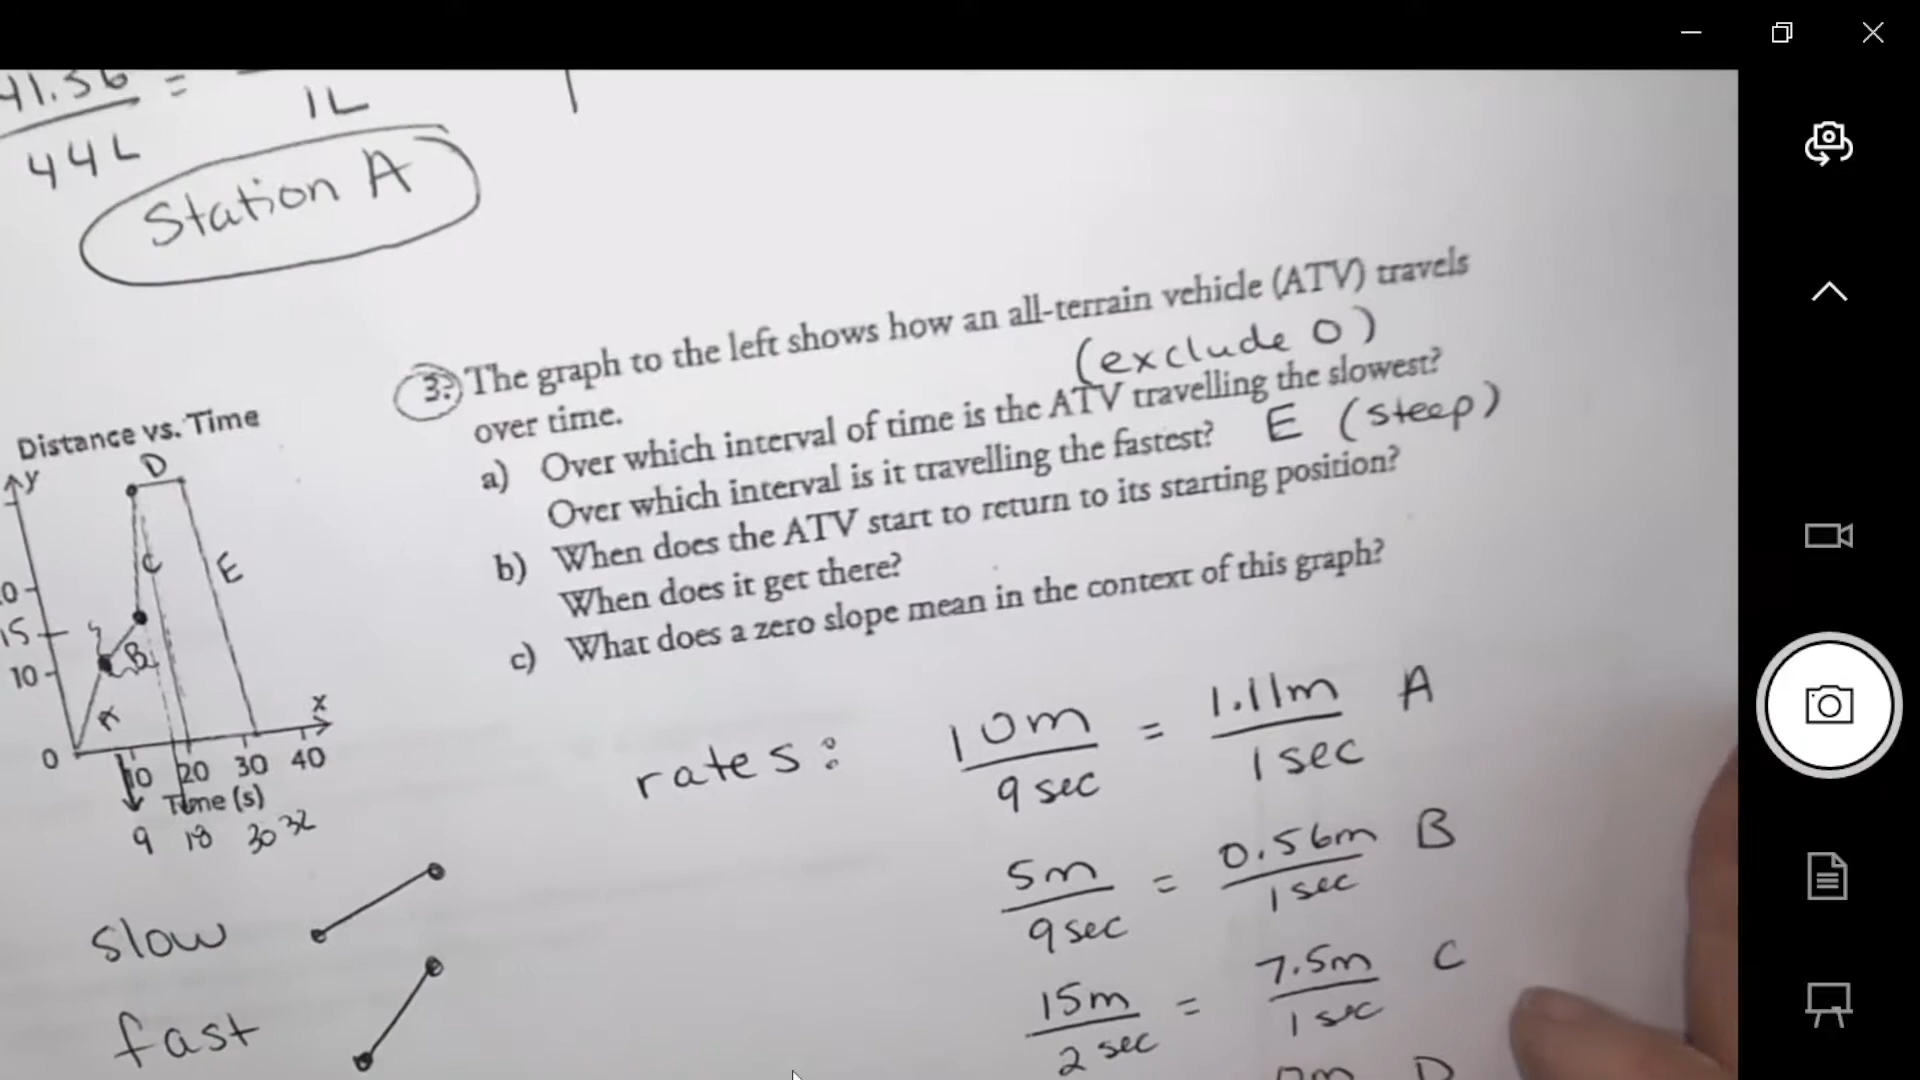 41.56 =
44L
1L
Station A
3. The graph to the left shows how an all-terrain vehicle (ATV) travels
over time.
(exclude 0)
a) Over which interval of time is the ATV travelling the slowest?
Over which interval is it travelling the fastest? E (steep)
b) When does the ATV start to return to its starting position?
When does it get there?
c) What does a zero slope mean in the context of this graph?
Distance vs. Time
y
D
C
E
15
B
10
A
x
0
10 20 30 40
Time (s)
9 18 30 32
slow
fast
rates: 10m = 1.11m A
9 sec 1 sec
5m = 0.56m B
9 sec 1 sec
15m = 7.5m C
2 sec 1 sec
0m D